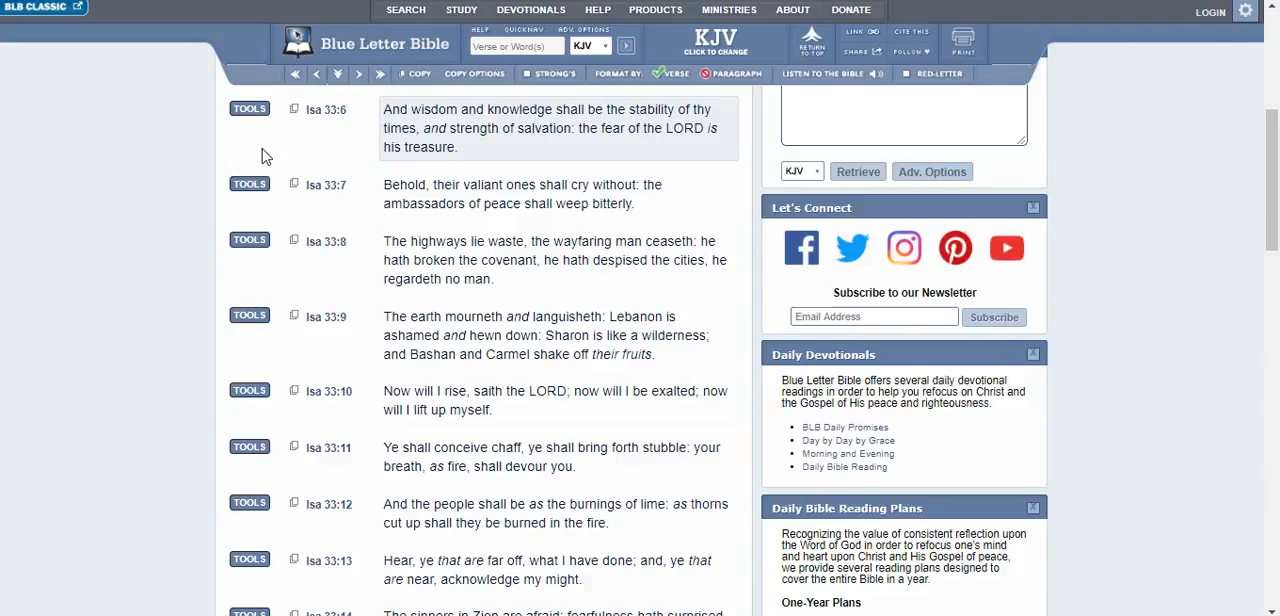 BLB CLASSIC
SEARCH STUDY DEVOTIONALS HELP PRODUCTS MINISTRIES ABOUT DONATE
LOGIN
Blue Letter Bible
HELP QUICKNAV ADV. OPTIONS
Verse or Word(s) KJV
KJV
CLICK TO CHANGE
RETURN
TO TOP
LINK CITE THIS
SHARE FOLLOW
PRINT
COPY COPY OPTIONS STRONG'S FORMAT BY: VERSE PARAGRAPH LISTEN TO THE BIBLE RED-LETTER
TOOLS Isa 33:6 And wisdom and knowledge shall be the stability of thy
times, and strength of salvation: the fear of the LORD is
his treasure.
TOOLS Isa 33:7 Behold, their valiant ones shall cry without: the
ambassadors of peace shall weep bitterly.
TOOLS Isa 33:8 The highways lie waste, the wayfaring man ceaseth: he
hath broken the covenant, he hath despised the cities, he
regardeth no man.
TOOLS Isa 33:9 The earth mourneth and languisheth: Lebanon is
ashamed and hewn down: Sharon is like a wilderness;
and Bashan and Carmel shake off their fruits.
TOOLS Isa 33:10 Now will I rise, saith the LORD; now will I be exalted; now
will I lift up myself.
TOOLS Isa 33:11 Ye shall conceive chaff, ye shall bring forth stubble: your
breath, as fire, shall devour you.
TOOLS Isa 33:12 And the people shall be as the burnings of lime: as thorns
cut up shall they be burned in the fire.
TOOLS Isa 33:13 Hear, ye that are far off, what I have done; and, ye that
are near, acknowledge my might.
TOOLS Isa 33:14 The sinners in Zion are afraid; fearfulness hath surprised
KJV Retrieve Adv. Options
Let's Connect X
Subscribe to our Newsletter
Email Address Subscribe
Daily Devotionals X
Blue Letter Bible offers several daily devotional
readings in order to help you refocus on Christ and
the Gospel of His peace and righteousness.
BLB Daily Promises
Day by Day by Grace
Morning and Evening
Daily Bible Reading
Daily Bible Reading Plans X
Recognizing the value of consistent reflection upon
the Word of God in order to refocus one's mind
and heart upon Christ and His Gospel of peace,
we provide several reading plans designed to
cover the entire Bible in a year.
One-Year Plans